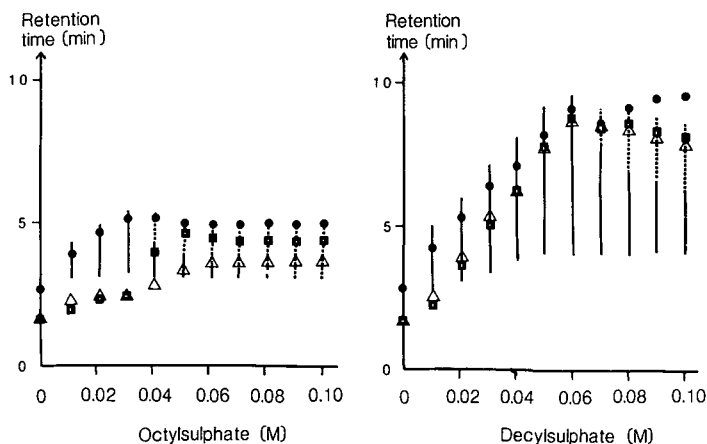 Retention
time (min)
10
5
0
0 0.02 0.04 0.06 0.08 0.10
Octylsulphate (M)
Retention
time (min)
10
5
0
0 0.02 0.04 0.06 0.08 0.10
Decylsulphate (M)